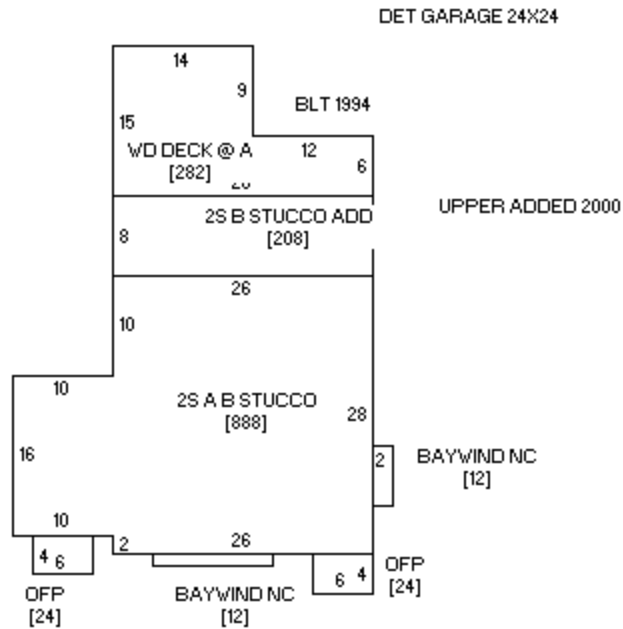 DET GARAGE 24X24
14
9
BLT 1994
15
WD DECK @ A
12
[282]
6
UPPER ADDED 2000
2S B STUCCO ADD
8
[208]
26
10
10
2S A B STUCCO
28
[888]
16
2
BAYWIND NC
[12]
10
2
26
4 6
6 4
OFP
[24]
OFP
[24]
BAYWIND NC
[12]